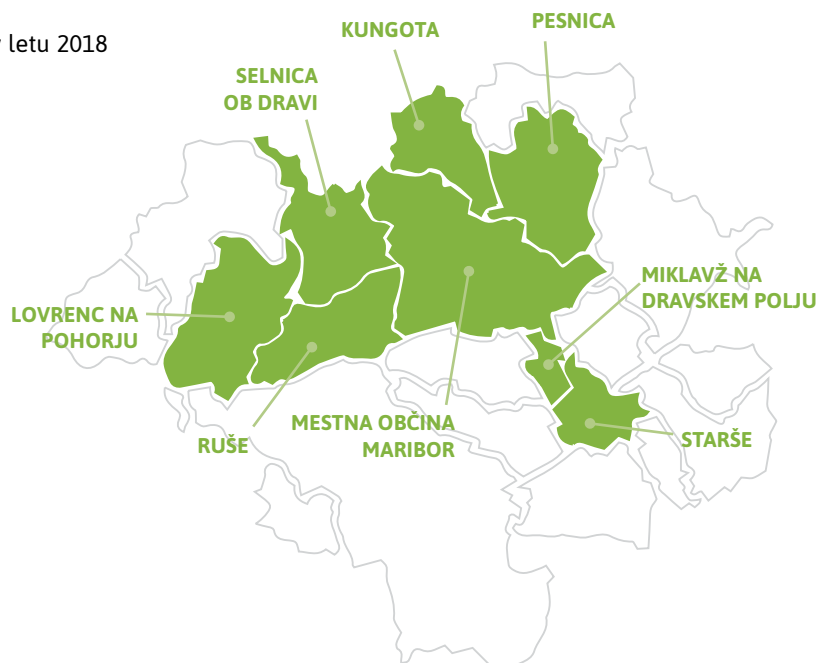 letu 2018
KUNGOTA
PESNICA
SELNICA
OB DRAVI
MIKLAVŽ NA
DRAVSKEM POLJU
LOVRENC NA
POHORJU
MESTNA OBČINA
MARIBOR
RUŠE
STARŠE